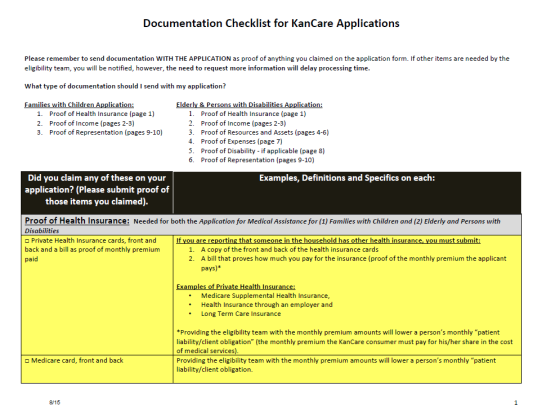 Documentation Checklist for KanCare Applications
Please remember to send documentation WITH THE APPLICATION as proof of anything you claimed on the application form. If other items are needed by the
eligibility team, you will be notified, however, the need to request more information will delay processing time.
What type of documentation should I send with my application?
Families with Children Application:
1. Proof of Health Insurance (page 1)
2. Proof of Income (pages 2-3)
3. Proof of Representation (pages 9-10)
Elderly & Persons with Disabilities Application:
1. Proof of Health Insurance (page 1)
2. Proof of Income (pages 2-3)
3. Proof of Resources and Assets (pages 4-6)
4. Proof of Expenses (page 7)
5. Proof of Disability - if applicable (page 8)
6. Proof of Representation (pages 9-10)
Did you claim any of these on your
application? (Please submit proof of
those items you claimed).
Examples, Definitions and Specifics on each:
Proof of Health Insurance: Needed for both the Application for Medical Assistance for (1) Families with Children and (2) Elderly and Persons with
Disabilities
□ Private Health Insurance cards, front and
back and a bill as proof of monthly premium
paid
If you are reporting that someone in the household has other health insurance, you must submit:
1. A copy of the front and back of the health insurance cards
2. A bill that proves how much you pay for the insurance (proof of the monthly premium the applicant
pays)*
Examples of Private Health Insurance:
• Medicare Supplemental Health Insurance,
• Health Insurance through an employer and
• Long Term Care Insurance
*Providing the eligibility team with the monthly premium amounts will lower a person's monthly "patient
liability/client obligation" (the monthly premium the KanCare consumer must pay for his/her share in the cost
of medical services).
□ Medicare card, front and back
Providing the eligibility team with the monthly premium amounts will lower a person's monthly "patient
liability/client obligation.
8/15
1